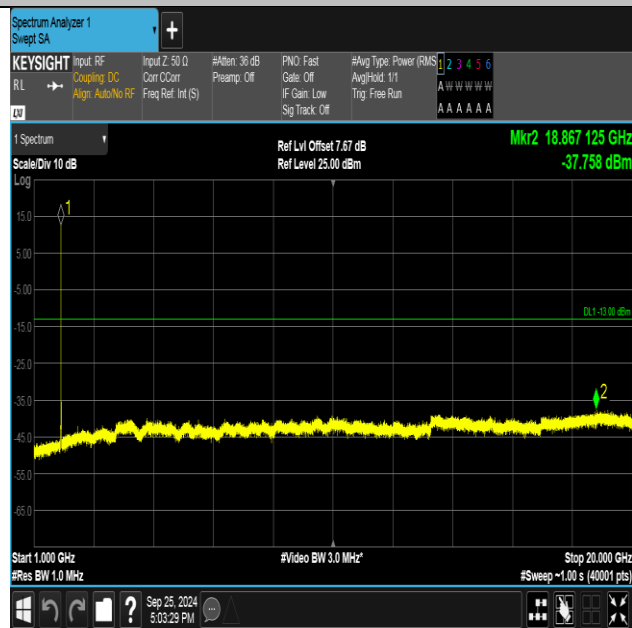 Spectrum Analyzer 1
Swept SA
+
KEYSIGHT
RL
LXI
Input: RF
Coupling: DC
Align: Auto/No RF
Input Z: 50 Ω
Corr CCorr
Freq Ref: Int (S)
#Atten: 36 dB
Preamp: Off
PNO: Fast
Gate: Off
IF Gain: Low
Sig Track: Off
#Avg Type: Power (RMS
Avg|Hold: 1/1
Trig: Free Run
1 2 3 4 5 6
A W W W W W
A A A A A A
1 Spectrum
Scale/Div 10 dB
Log
Ref Lvl Offset 7.67 dB
Ref Level 25.00 dBm
Mkr2 18.867 125 GHz
-37.758 dBm
15.0
5.00
-5.00
-15.0
-25.0
-35.0
-45.0
-55.0
-65.0
1
DL1 -13.00 dBm
2
Start 1.000 GHz
#Res BW 1.0 MHz
#Video BW 3.0 MHz*
Stop 20.000 GHz
#Sweep ~1.00 s (40001 pts)
?
Sep 25, 2024
5:03:29 PM